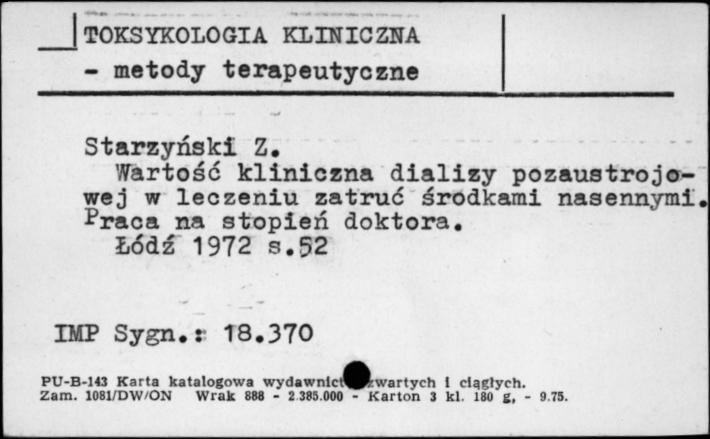 TOKSYKOLOGIA KLINICZNA
- metody terapeutyczne
Starzyński Z.
Wartość kliniczna dializy pozaustrojo-
wej w leczeniu zatruć środkami nasennymi.
Praca na stopień doktora.
Łódź 1972 s.52
IMP Sygn.: 18.370
PU-B-143 Karta katalogowa wydawnict zwartych i ciągłych.
Zam. 1081/DW/ON Wrak 888 - 2.385.000 - Karton 3 kl. 180 g, - 9.75.